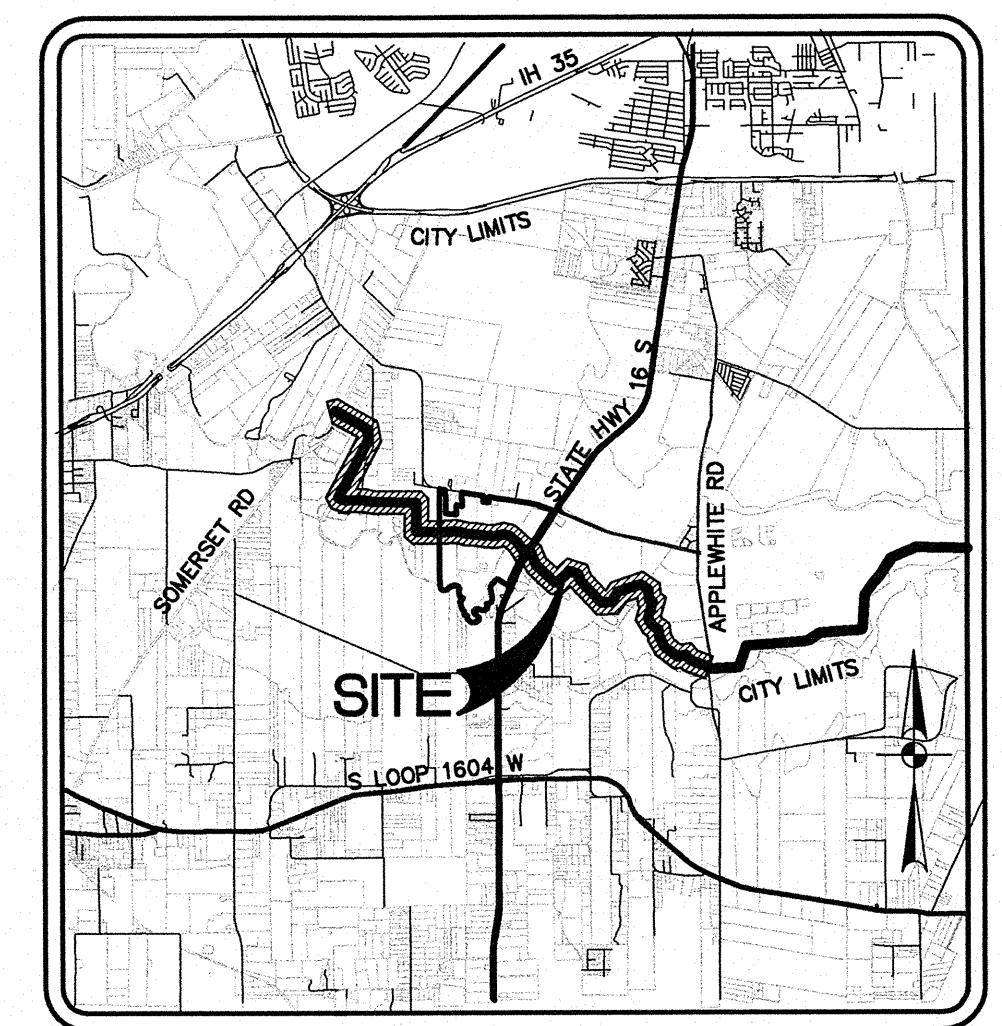 IH 35
CITY LIMITS
STATE HWY 16 S
SOMERSET RD
APPLEWHITE RD
SITE
CITY LIMITS
S LOOP 1604 W